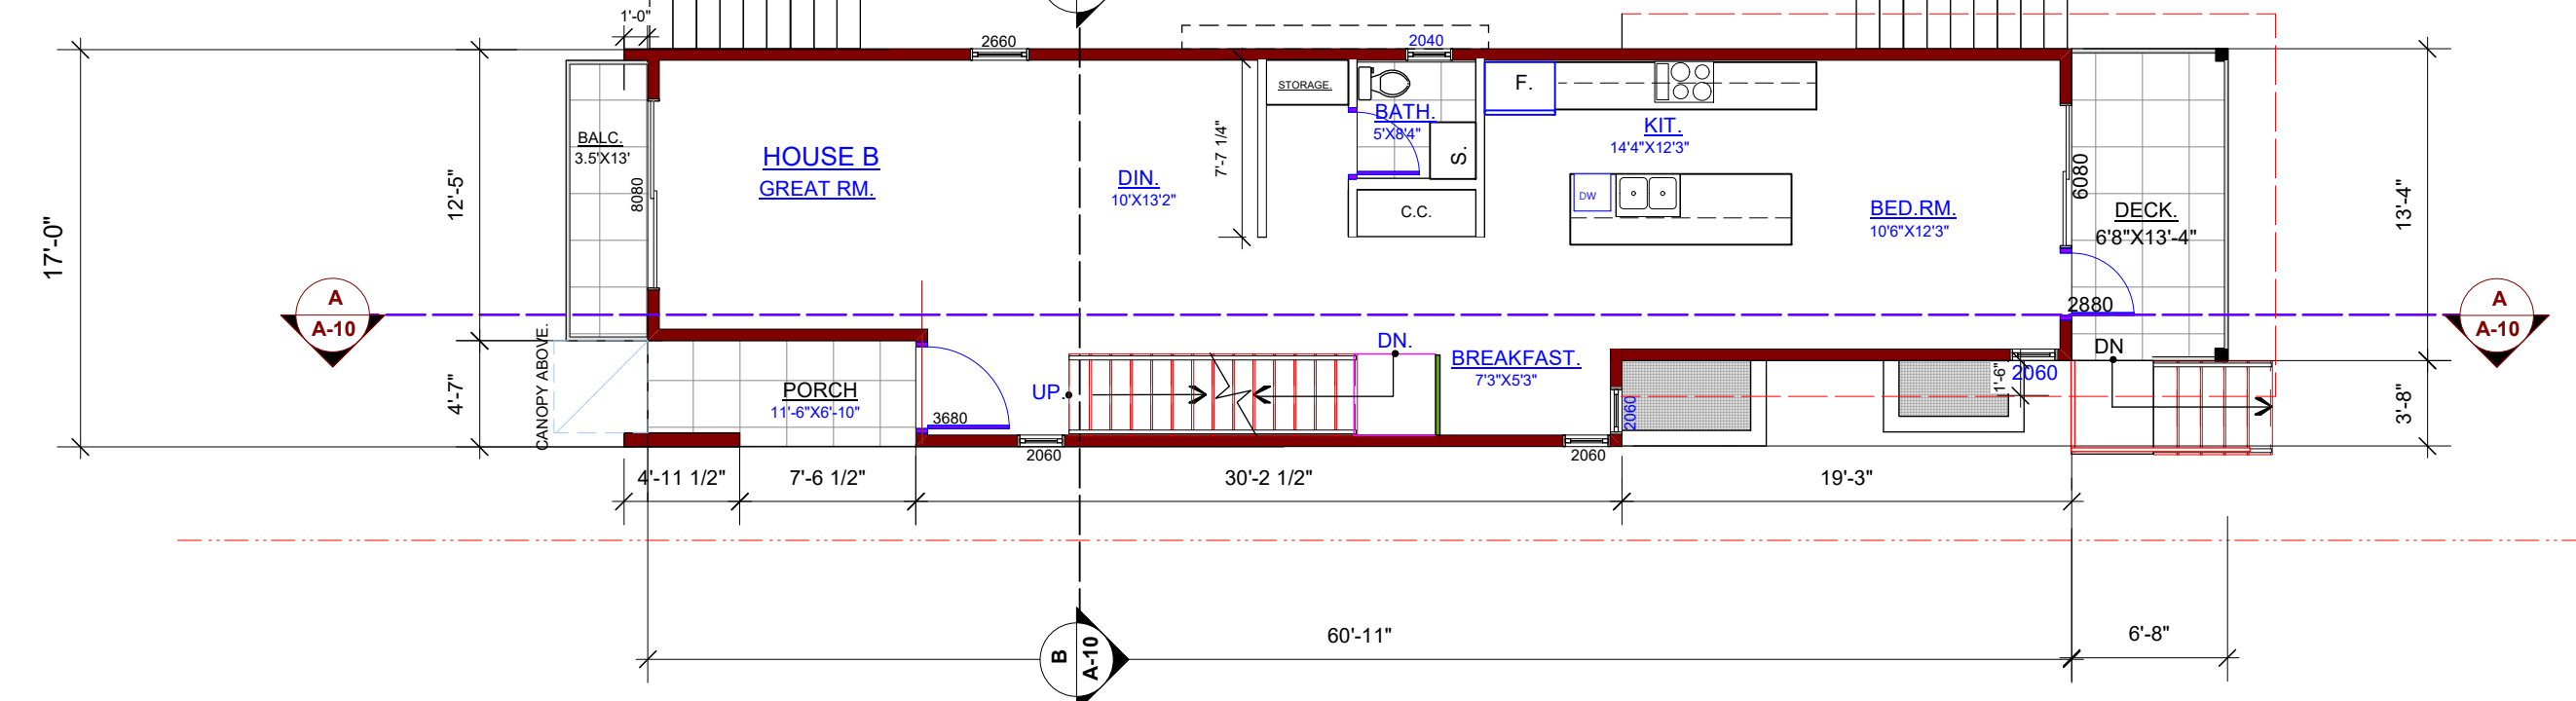 1'-0"
2660
2040
STORAGE.
F.
BATH.
5'X8'4"
KIT.
14'4"X12'3"
BALC.
3.5'X13'
HOUSE B
GREAT RM.
DIN.
10'X13'2"
7'-7 1/4"
S.
C.C.
DW
BED.RM.
10'6"X12'3"
6080
DECK.
6'8"X13'-4"
8080
12'-5"
17'-0"
13'-4"
A
A-10
2880
A
A-10
CANOPY ABOVE.
4'-7"
PORCH
11'-6"X6'-10"
3680
UP.
DN.
BREAKFAST.
7'3"X5'3"
2060
1'-6"
2060
DN
3'-8"
2060
2060
4'-11 1/2"
7'-6 1/2"
30'-2 1/2"
19'-3"
60'-11"
6'-8"
B
A-10